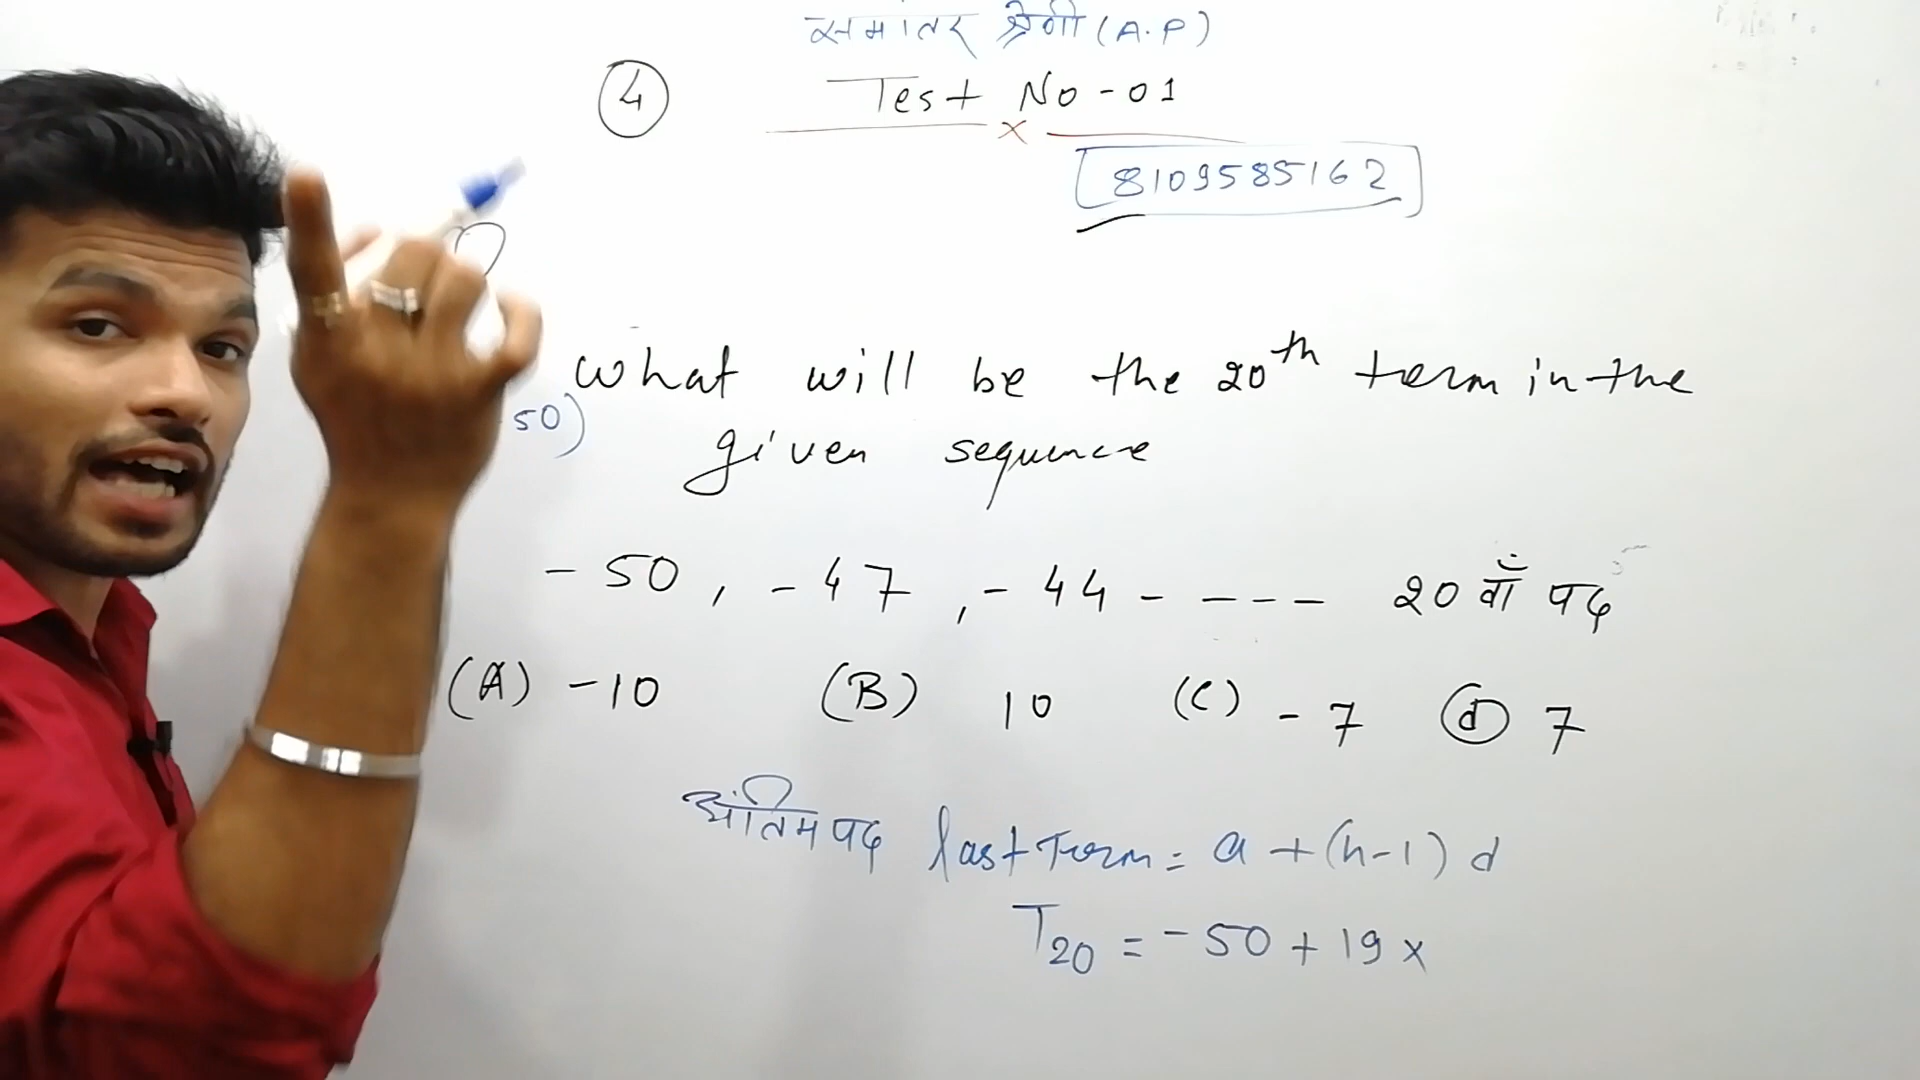 समांतर श्रेणी (A.P)
4 Test No-01
8109585162
What will be the 20th term in the
50) given sequence
-50, -47, -44 - - - - 20 वाँ पद
(A) -10 (B) 10 (C) -7 (d) 7
अंतिम पद last Term = a + (n-1) d
T20 = -50 + 19 x